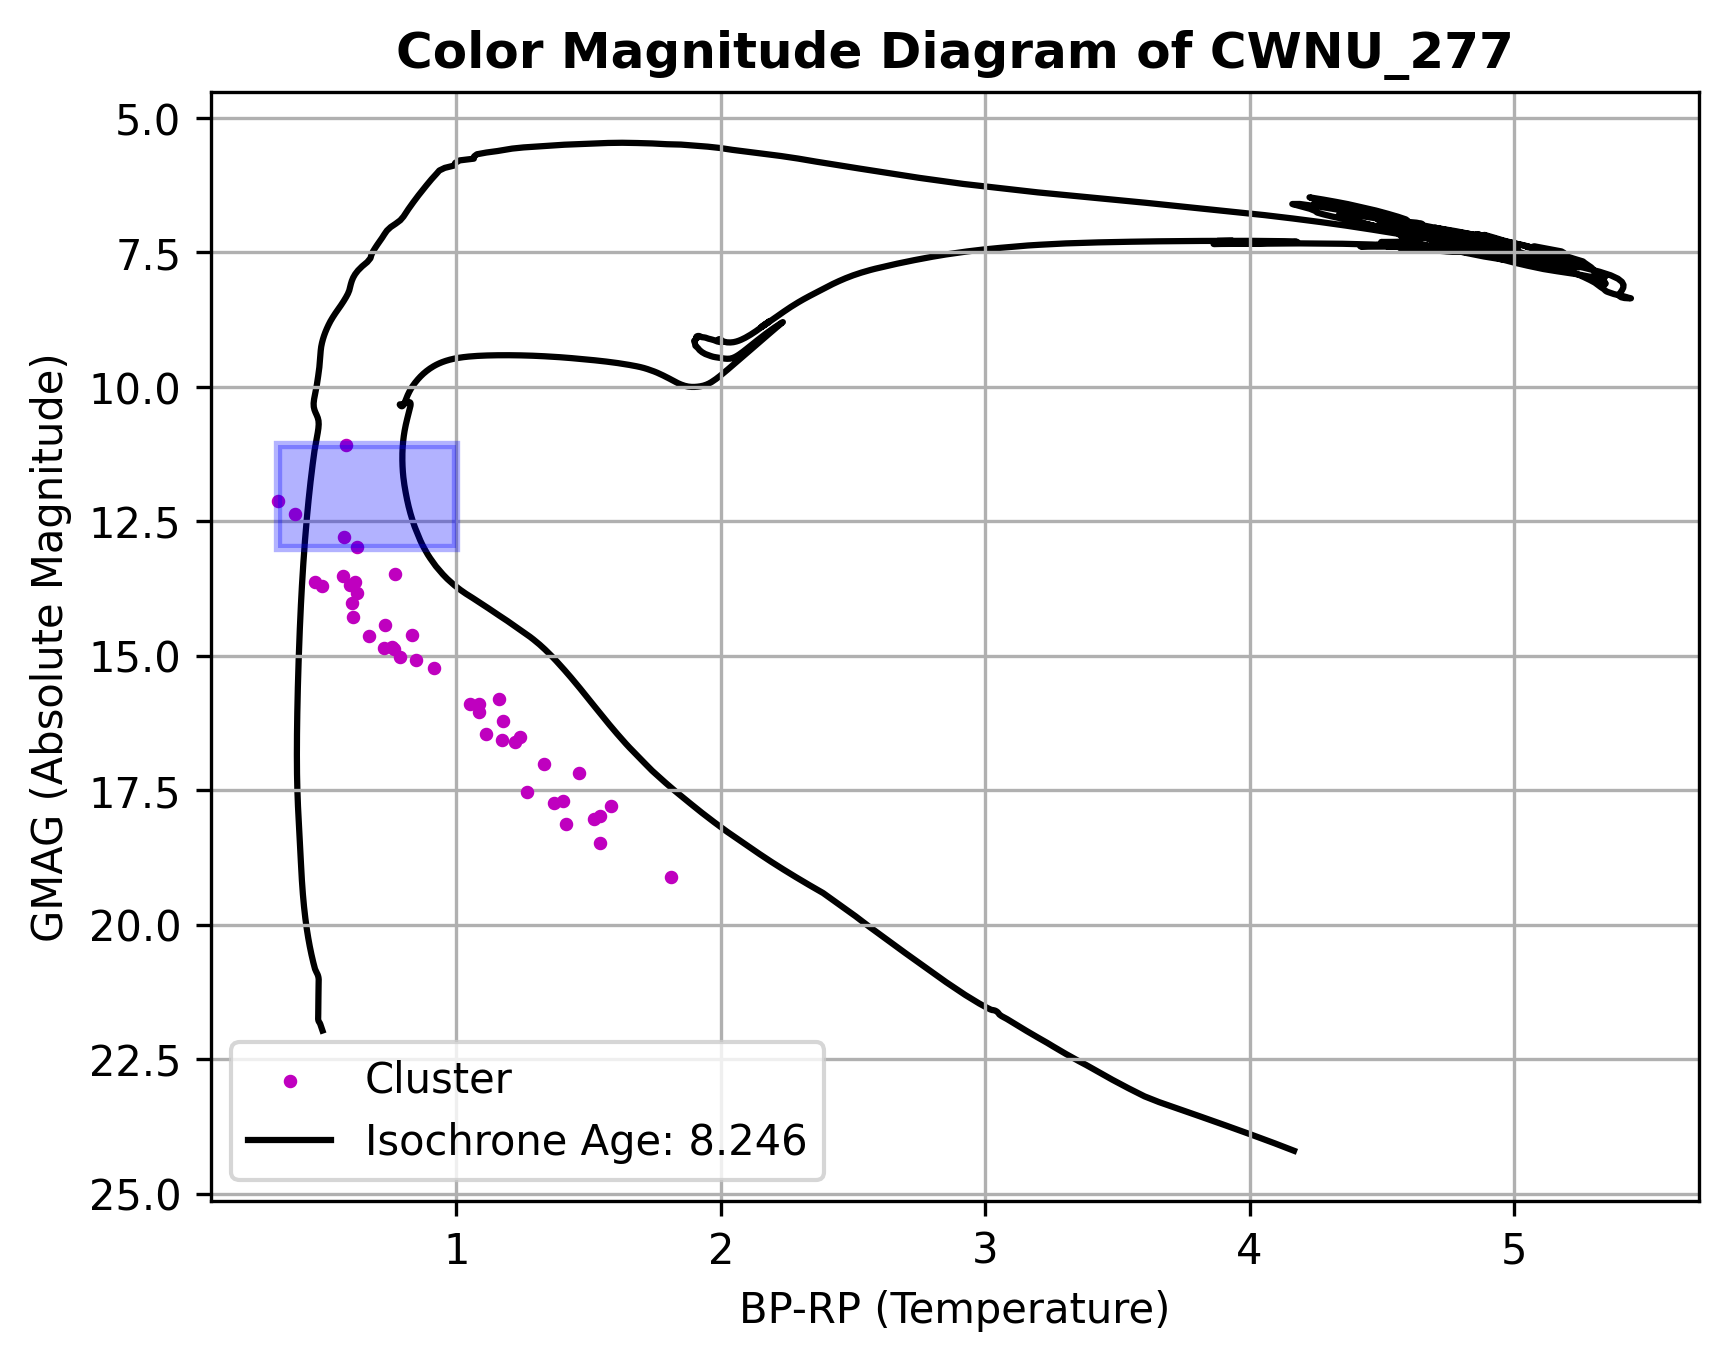 Color Magnitude Diagram of CWNU_277
GMAG (Absolute Magnitude)
5.0
7.5
10.0
12.5
15.0
17.5
20.0
22.5
25.0
Cluster
Isochrone Age: 8.246
1 2 3 4 5
BP-RP (Temperature)